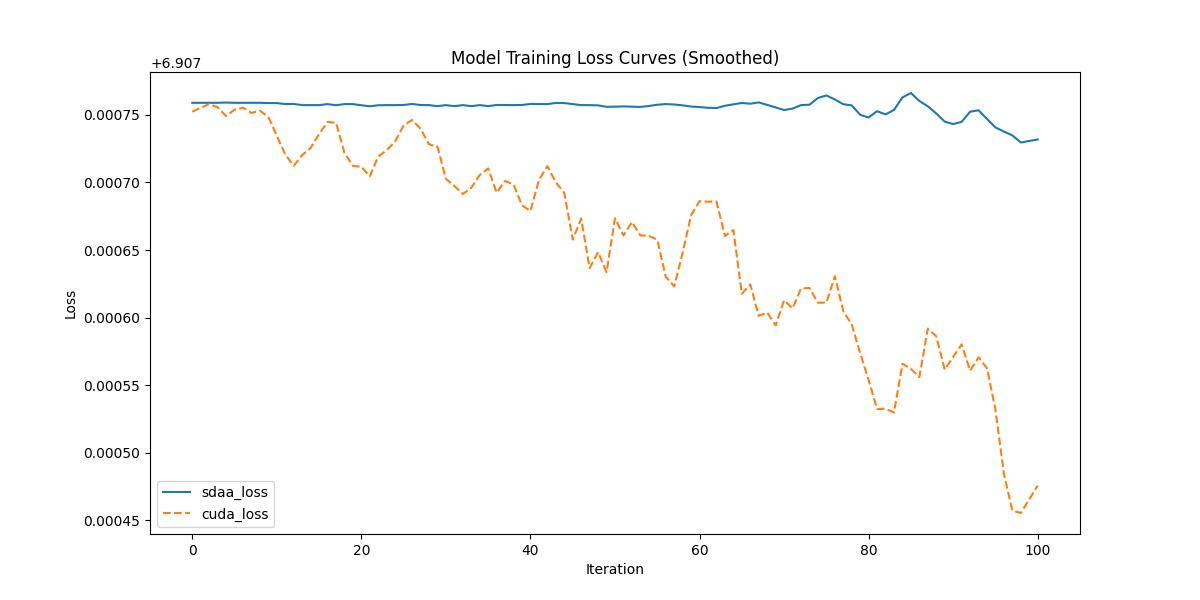 Model Training Loss Curves (Smoothed)
+6.907
0.00075
0.00070
0.00065
0.00060
0.00055
0.00050
0.00045
Loss
sdaa_loss
cuda_loss
0 20 40 60 80 100
Iteration